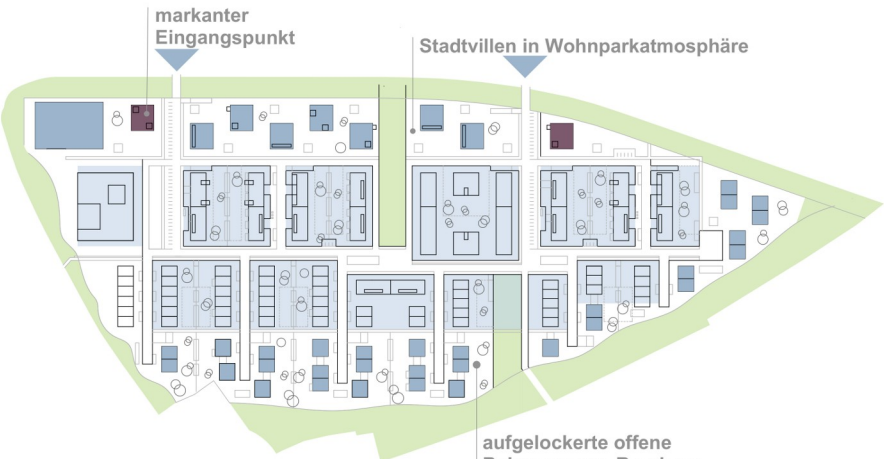 markanter
Eingangspunkt
Stadtvillen in Wohnparkatmosphäre
aufgelockerte offene